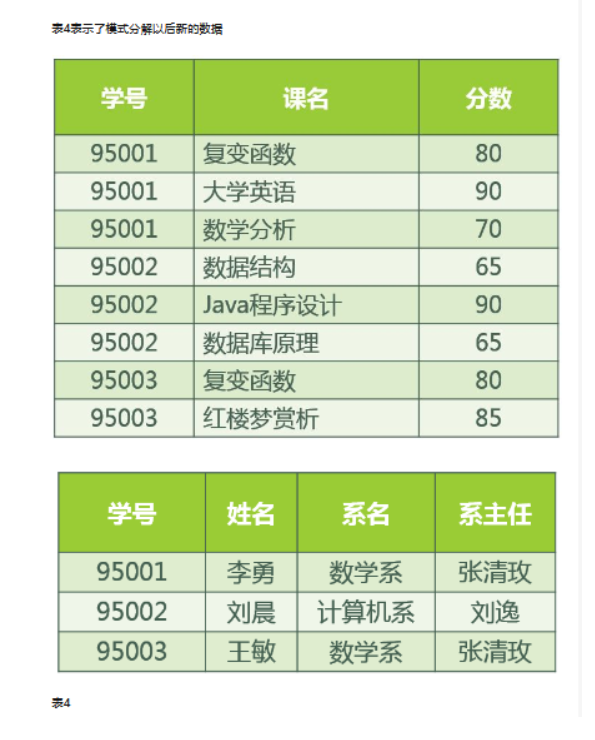 表4表示了模式分解以后新的数据
学号 课名 分数
95001 复变函数 80
95001 大学英语 90
95001 数学分析 70
95002 数据结构 65
95002 Java程序设计 90
95002 数据库原理 65
95003 复变函数 80
95003 红楼梦赏析 85
学号 姓名 系名 系主任
95001 李勇 数学系 张清玫
95002 刘晨 计算机系 刘逸
95003 王敏 数学系 张清玫
表4